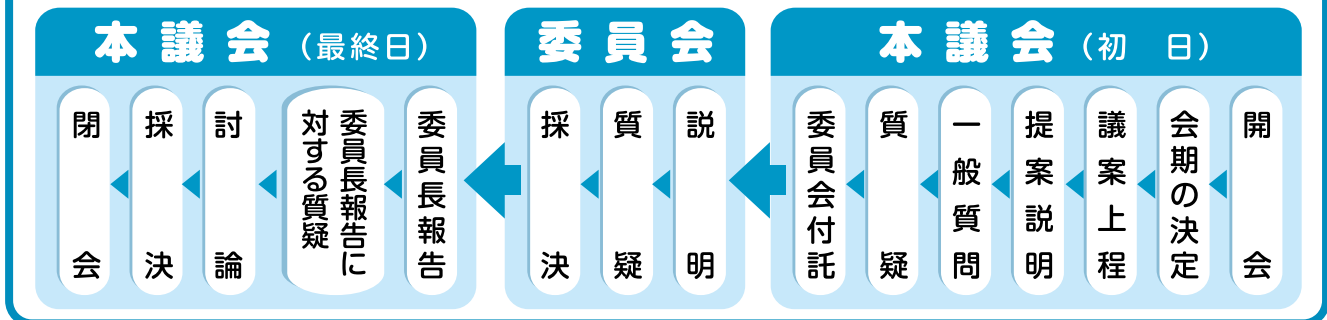 本議会（初　日）
開会
会期の決定
議案上程
提案説明
一般質問
質疑
委員会付託
委員会
説明
質疑
採決
本議会（最終日）
委員長報告
委員長報告に
対する質疑
討論
採決
閉会